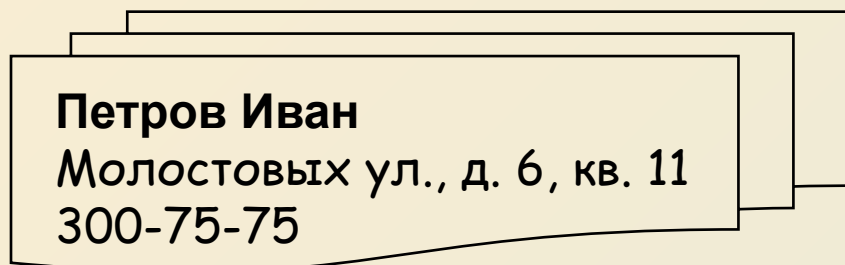 Петров Иван
Молостовых ул., д. 6, кв. 11
300-75-75